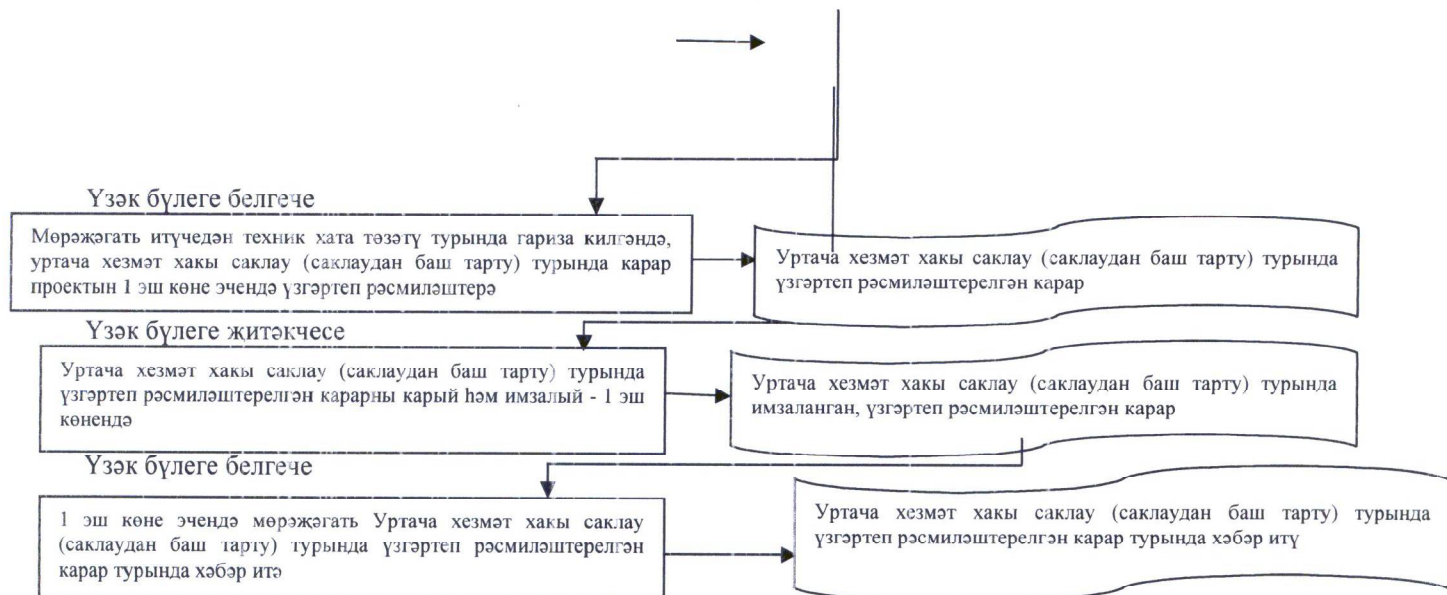 Үзәк бүлеге белгече
Мөрәҗәгать итүчедән техник хата төзәтү турында гариза килгәндә,
уртача хезмәт хакы саклау (саклаудан баш тарту) турында карар
проектын 1 эш көне эчендә үзгәртеп рәсмиләштерә
Уртача хезмәт хакы саклау (саклаудан баш тарту) турында
үзгәртеп рәсмиләштерелгән карар
Үзәк бүлеге җитәкчесе
Уртача хезмәт хакы саклау (саклаудан баш тарту) турында
үзгәртеп рәсмиләштерелгән карарны карый һәм имзалый - 1 эш
көнендә
Уртача хезмәт хакы саклау (саклаудан баш тарту) турында
имзаланган, үзгәртеп рәсмиләштерелгән карар
Үзәк бүлеге белгече
1 эш көне эчендә мөрәҗәгать Уртача хезмәт хакы саклау
(саклаудан баш тарту) турында үзгәртеп рәсмиләштерелгән
карар турында хәбәр итә
Уртача хезмәт хакы саклау (саклаудан баш тарту) турында
үзгәртеп рәсмиләштерелгән карар турында хәбәр итү